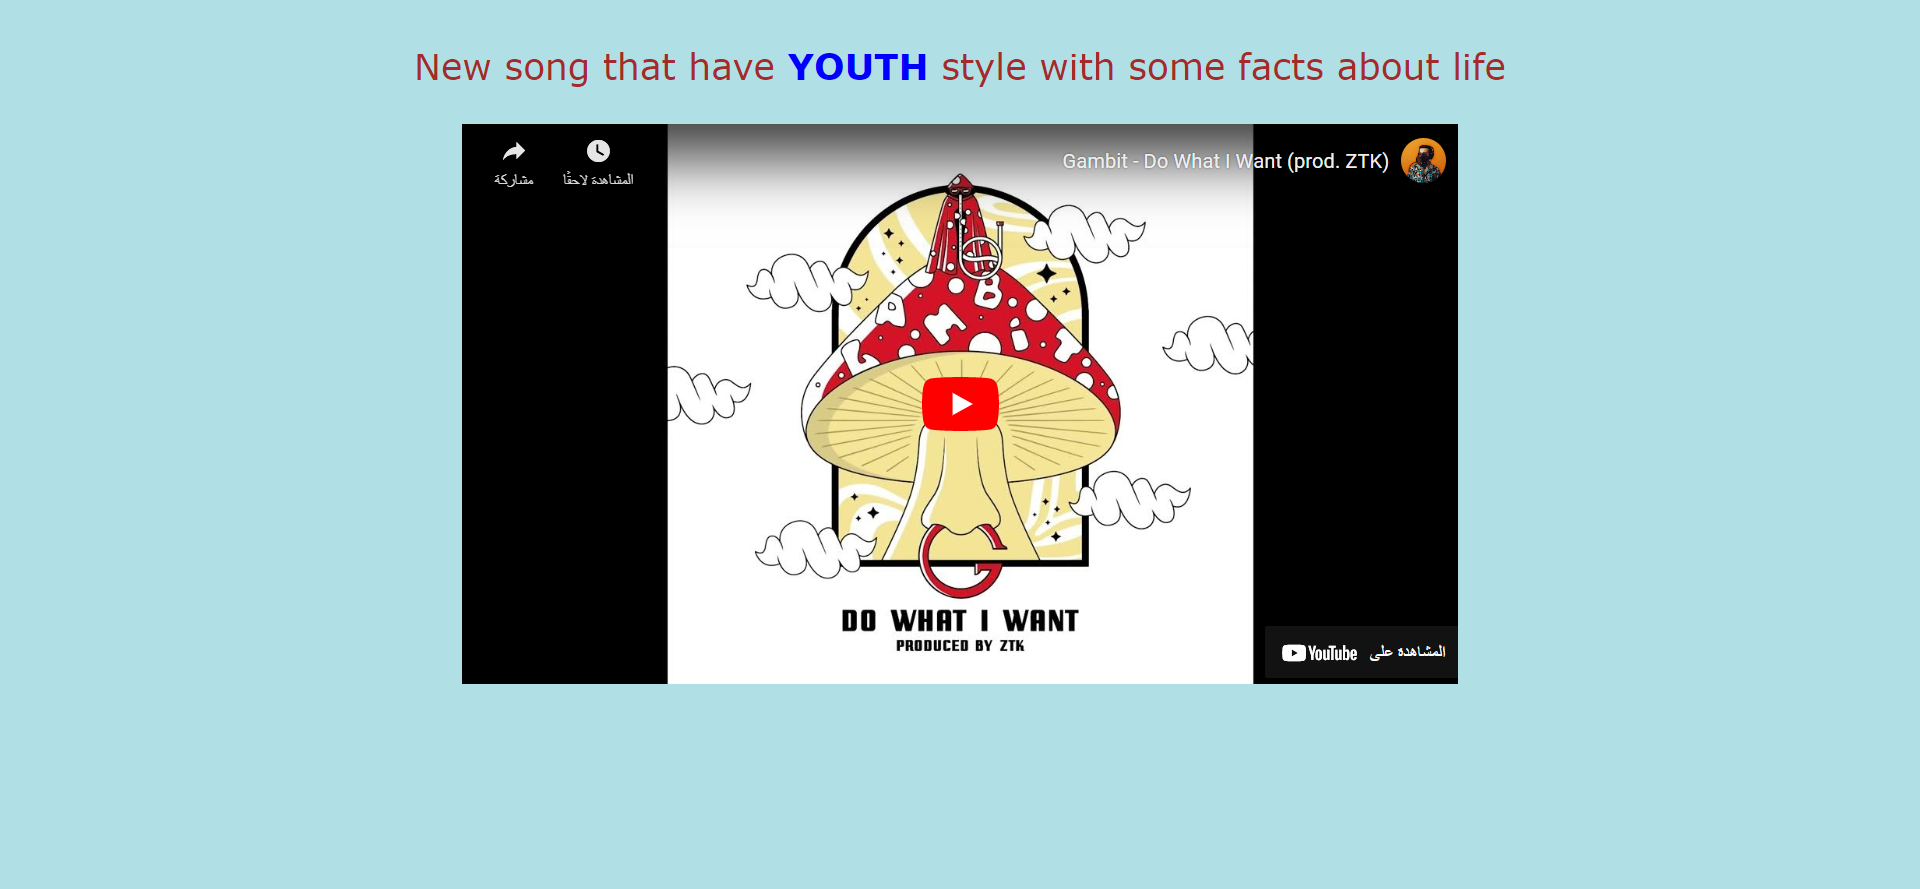 New song that have YOUTH style with some facts about life
مشاركة
المشاهدة لاحقًا
Gambit - Do What I Want (prod. ZTK)
GAMBIT
G
DO WHAT I WANT
PRODUCED BY ZTK
المشاهدة على YouTube